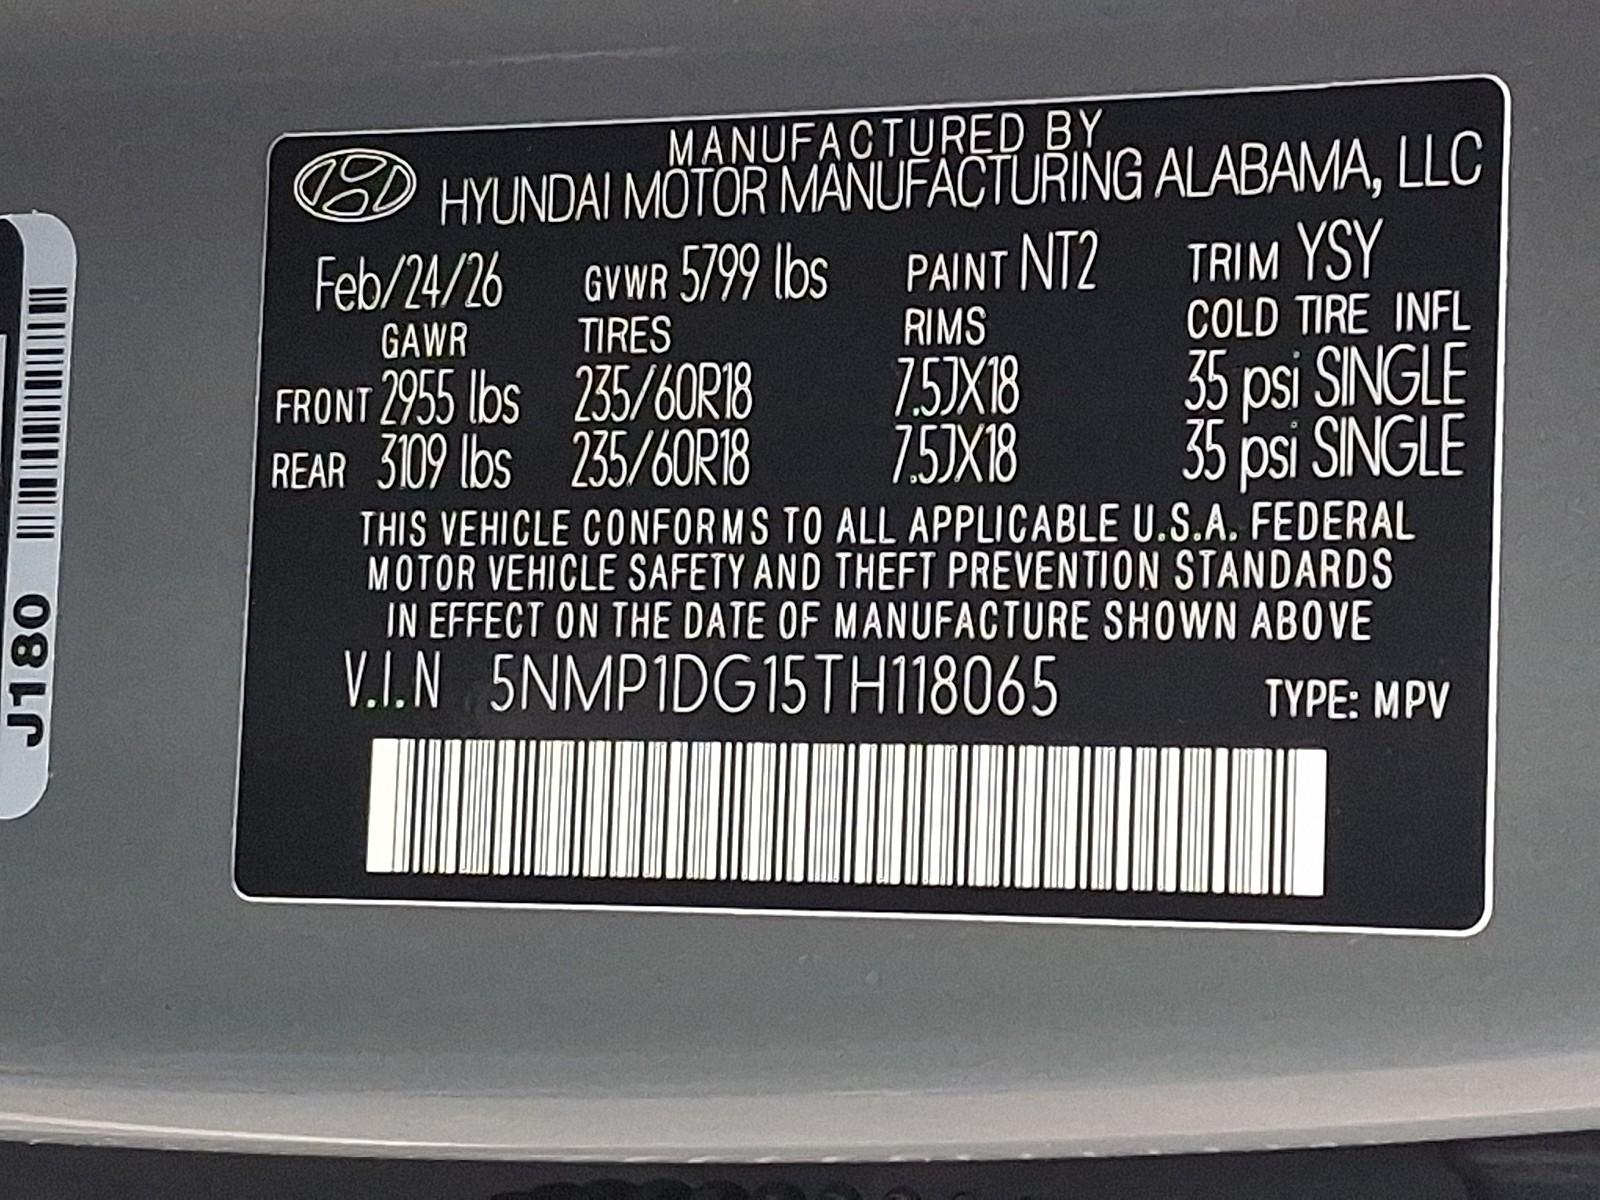 MANUFACTURED BY
HYUNDAI MOTOR MANUFACTURING ALABAMA, LLC
Feb/24/26 GVWR 5799 lbs PAINT NT2 TRIM YSY
GAWR TIRES RIMS COLD TIRE INFL
FRONT 2955 lbs 235/60R18 7.5JX18 35 psi SINGLE
REAR 3109 lbs 235/60R18 7.5JX18 35 psi SINGLE
THIS VEHICLE CONFORMS TO ALL APPLICABLE U.S.A. FEDERAL
MOTOR VEHICLE SAFETY AND THEFT PREVENTION STANDARDS
IN EFFECT ON THE DATE OF MANUFACTURE SHOWN ABOVE
V.I.N 5NMP1DG15TH118065 TYPE: MPV
J180